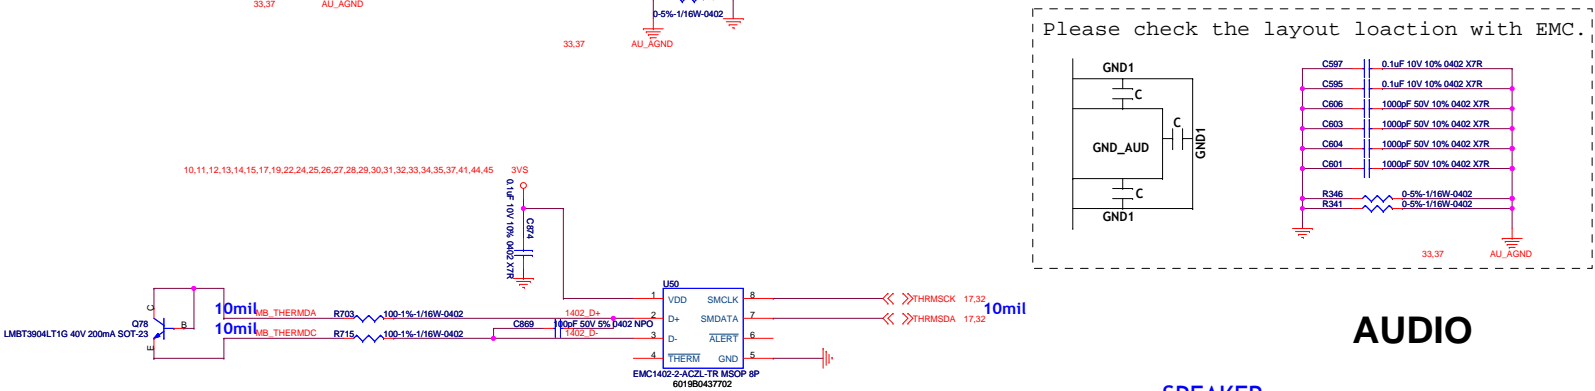 33,37 AU_AGND
0-5%-1/16W-0402
33,37 AU_AGND
Please check the layout loaction with EMC.
GND1
C
C
GND1
GND_AUD
C
GND1
C597 0.1uF 10V 10% 0402 X7R
C595 0.1uF 10V 10% 0402 X7R
C606 1000pF 50V 10% 0402 X7R
C603 1000pF 50V 10% 0402 X7R
C604 1000pF 50V 10% 0402 X7R
C601 1000pF 50V 10% 0402 X7R
R346 0-5%-1/16W-0402
R341 0-5%-1/16W-0402
33,37 AU_AGND
10,11,12,13,14,15,17,19,22,24,25,26,27,28,29,30,31,32,33,34,35,37,41,44,45 3VS
0.1uF 10V 10% 0402 X7R
C874
U50
1 VDD SMCLK 8
2 D+ SMDATA 7
3 D- ALERT 6
4 THERM GND 5
EMC1402-2-ACZL-TR MSOP 8P
6019B0437702
THRMSCK 17,32
THRMSDA 17,32
10mil
C
B
E
Q78
LMBT3904LT1G 40V 200mA SOT-23
10mil MB_THERMDA R703 100-1%-1/16W-0402 1402_D+
10mil MB_THERMDC R715 100-1%-1/16W-0402 1402_D-
C869 100pF 50V 5% 0402 NPO
AUDIO
SPEAKER